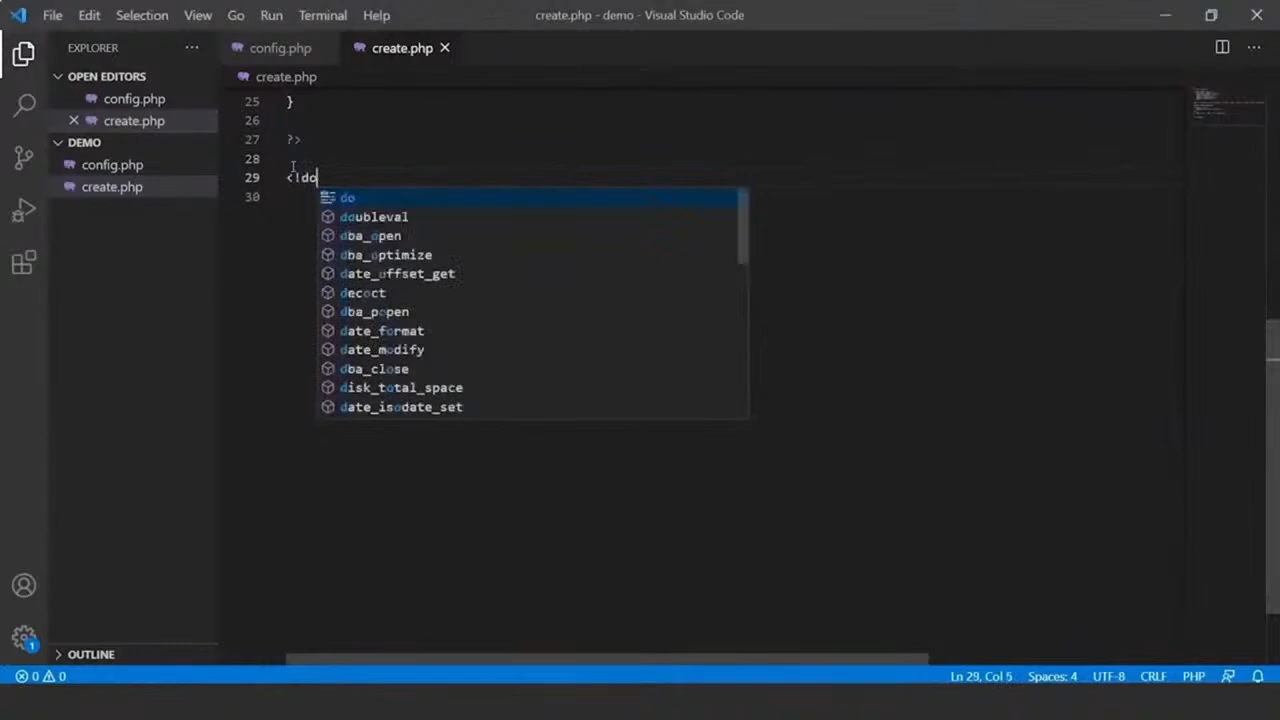 File Edit Selection View Go Run Terminal Help create.php - demo - Visual Studio Code
EXPLORER
OPEN EDITORS
config.php
create.php
DEMO
config.php
create.php
OUTLINE
config.php create.php
create.php
25 }
26
27 ?>
28
29 <!do
30
do
doubleval
dba_open
dba_optimize
date_offset_get
decoct
dba_popen
date_format
date_modify
dba_close
disk_total_space
date_isodate_set
1
0 0 Ln 29, Col 5 Spaces: 4 UTF-8 CRLF PHP